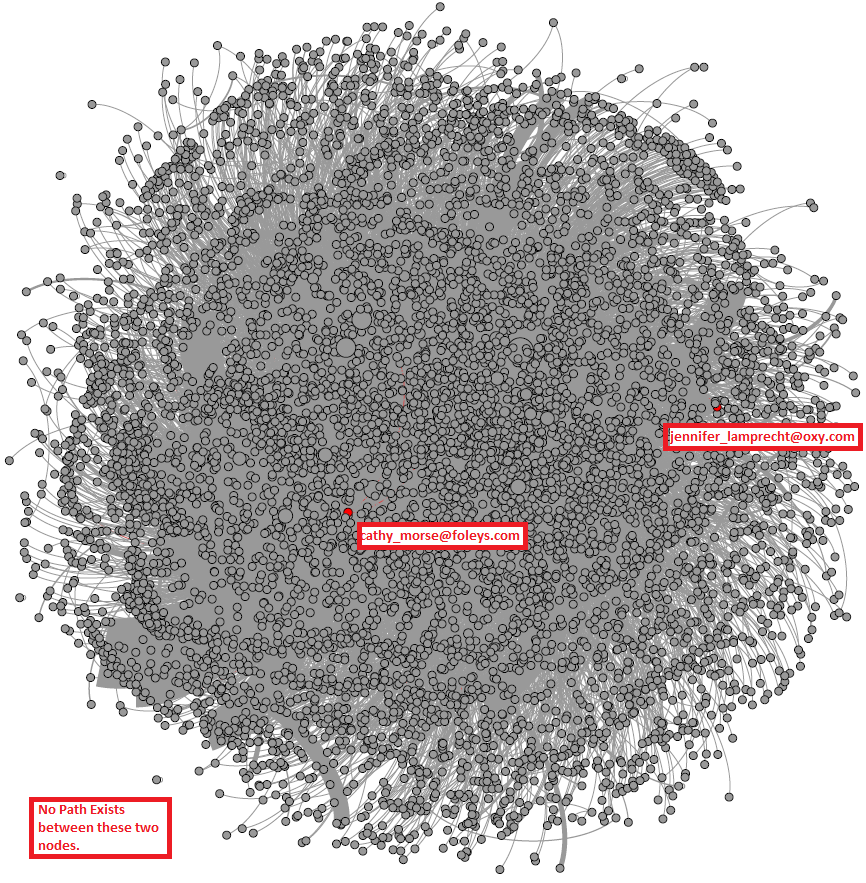 jennifer_lamprecht@oxy.com
cathy_morse@foleys.com
No Path Exists
between these two
nodes.